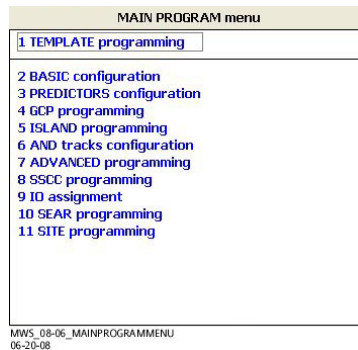 MAIN PROGRAM menu
1 TEMPLATE programming
2 BASIC configuration
3 PREDICTORS configuration
4 GCP programming
5 ISLAND programming
6 AND tracks configuration
7 ADVANCED programming
8 SSCC programming
9 IO assignment
10 SEAR programming
11 SITE programming
MWS_08-06_MAINPROGRAMMENU
06-20-08